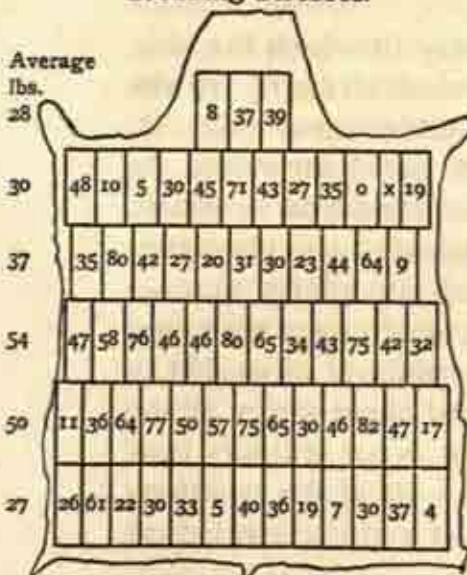 Average
lbs.
28 8 37 39
30 48 10 5 30 45 71 43 27 35 0 x 19
37 35 80 42 27 20 31 30 23 44 64 9
54 47 58 76 46 46 80 65 34 43 75 42 32
50 11 36 64 77 50 57 75 65 30 46 82 47 17
27 26 61 22 30 33 5 40 36 19 7 30 37 4